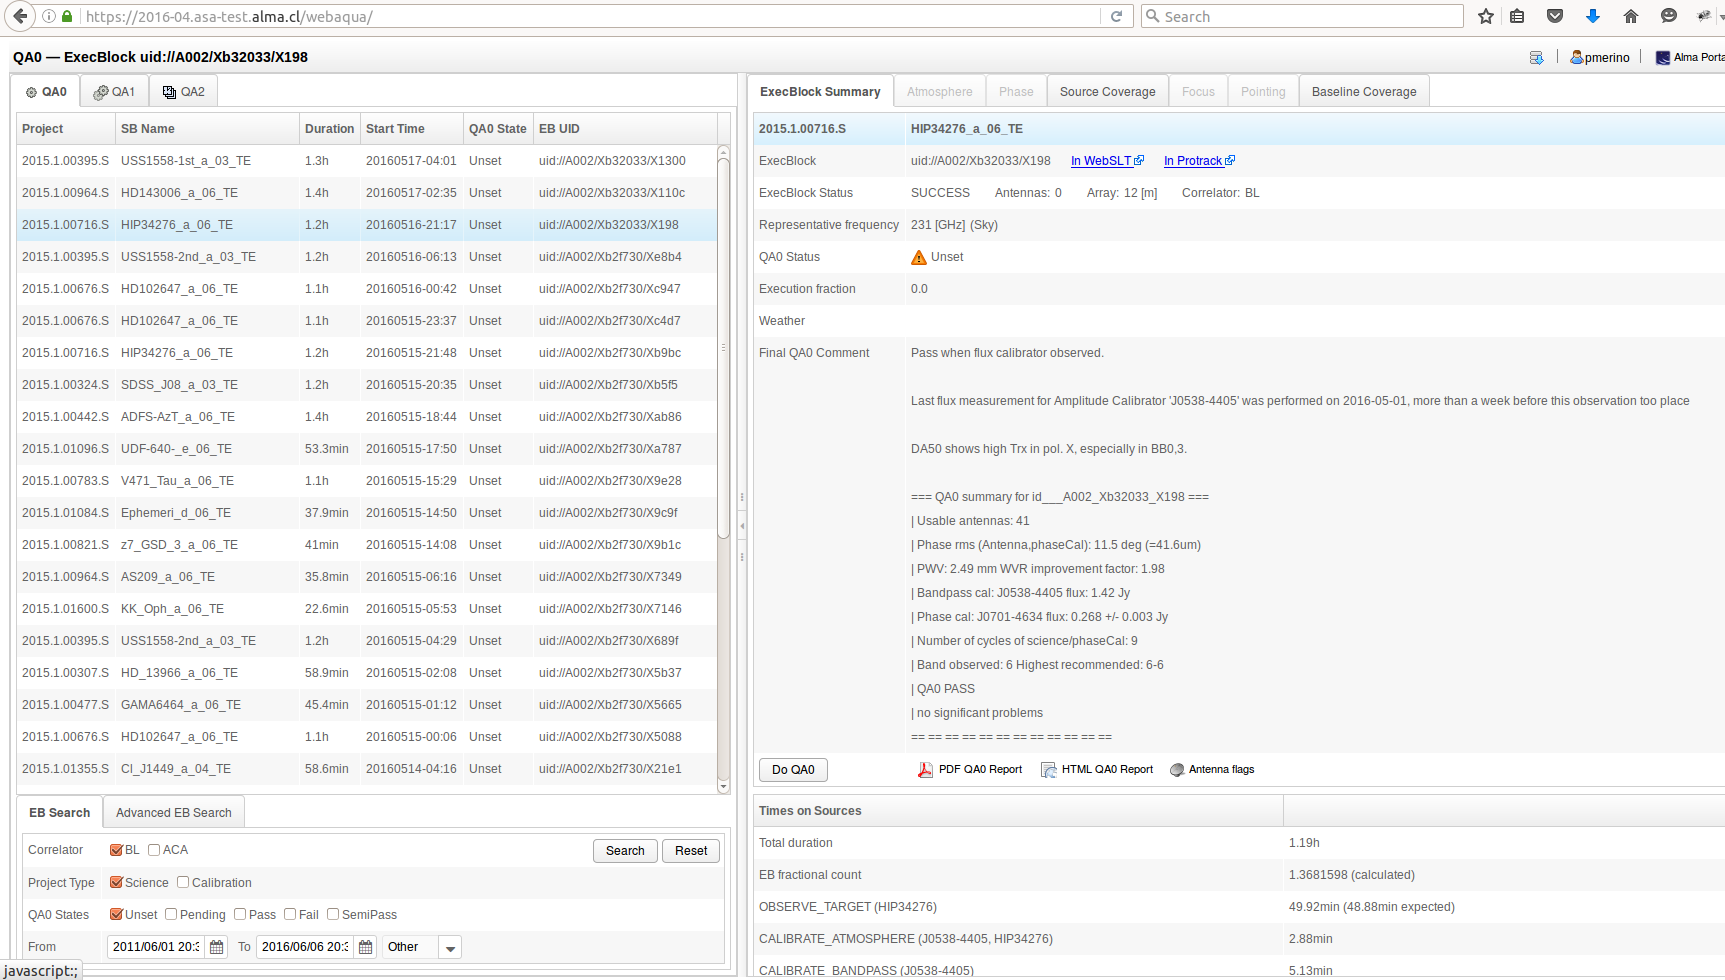 https://2016-04.asa-test.alma.cl/webaqua/
Search
QA0 — ExecBlock uid://A002/Xb32033/X198
pmerino
Alma Porta
QA0 QA1 QA2
Project SB Name Duration Start Time QA0 State EB UID
2015.1.00395.S USS1558-1st_a_03_TE 1.3h 20160517-04:01 Unset uid://A002/Xb32033/X1300
2015.1.00964.S HD143006_a_06_TE 1.4h 20160517-02:35 Unset uid://A002/Xb32033/X110c
2015.1.00716.S HIP34276_a_06_TE 1.2h 20160516-21:17 Unset uid://A002/Xb32033/X198
2015.1.00395.S USS1558-2nd_a_03_TE 1.2h 20160516-06:13 Unset uid://A002/Xb2f730/Xe8b4
2015.1.00676.S HD102647_a_06_TE 1.1h 20160516-00:42 Unset uid://A002/Xb2f730/Xc947
2015.1.00676.S HD102647_a_06_TE 1.1h 20160515-23:37 Unset uid://A002/Xb2f730/Xc4d7
2015.1.00716.S HIP34276_a_06_TE 1.2h 20160515-21:48 Unset uid://A002/Xb2f730/Xb9bc
2015.1.00324.S SDSS_J08_a_03_TE 1.2h 20160515-20:35 Unset uid://A002/Xb2f730/Xb5f5
2015.1.00442.S ADFS-AzT_a_06_TE 1.4h 20160515-18:44 Unset uid://A002/Xb2f730/Xab86
2015.1.01096.S UDF-640-_e_06_TE 53.3min 20160515-17:50 Unset uid://A002/Xb2f730/Xa787
2015.1.00783.S V471_Tau_a_06_TE 1.1h 20160515-15:29 Unset uid://A002/Xb2f730/X9e28
2015.1.01084.S Ephemeri_d_06_TE 37.9min 20160515-14:50 Unset uid://A002/Xb2f730/X9c9f
2015.1.00821.S z7_GSD_3_a_06_TE 41min 20160515-14:08 Unset uid://A002/Xb2f730/X9b1c
2015.1.00964.S AS209_a_06_TE 35.8min 20160515-06:16 Unset uid://A002/Xb2f730/X7349
2015.1.01600.S KK_Oph_a_06_TE 22.6min 20160515-05:53 Unset uid://A002/Xb2f730/X7146
2015.1.00395.S USS1558-2nd_a_03_TE 1.2h 20160515-04:29 Unset uid://A002/Xb2f730/X689f
2015.1.00307.S HD_13966_a_06_TE 58.9min 20160515-02:08 Unset uid://A002/Xb2f730/X5b37
2015.1.00477.S GAMA6464_a_06_TE 45.4min 20160515-01:12 Unset uid://A002/Xb2f730/X5665
2015.1.00676.S HD102647_a_06_TE 1.1h 20160515-00:06 Unset uid://A002/Xb2f730/X5088
2015.1.01355.S CI_J1449_a_04_TE 58.6min 20160514-04:16 Unset uid://A002/Xb2f730/X21e1
EB Search Advanced EB Search
Correlator BL ACA Search Reset
Project Type Science Calibration
QA0 States Unset Pending Pass Fail SemiPass
From 2011/06/01 20:3 To 2016/06/06 20:3 Other
javascript:;
ExecBlock Summary Atmosphere Phase Source Coverage Focus Pointing Baseline Coverage
2015.1.00716.S HIP34276_a_06_TE
ExecBlock uid://A002/Xb32033/X198 In WebSLT In Protrack
ExecBlock Status SUCCESS Antennas: 0 Array: 12 [m] Correlator: BL
Representative frequency 231 [GHz] (Sky)
QA0 Status Unset
Execution fraction 0.0
Weather
Final QA0 Comment Pass when flux calibrator observed.
Last flux measurement for Amplitude Calibrator 'J0538-4405' was performed on 2016-05-01, more than a week before this observation too place
DA50 shows high Trx in pol. X, especially in BB0,3.
=== QA0 summary for id___A002_Xb32033_X198 ===
| Usable antennas: 41
| Phase rms (Antenna,phaseCal): 11.5 deg (=41.6um)
| PWV: 2.49 mm WVR improvement factor: 1.98
| Bandpass cal: J0538-4405 flux: 1.42 Jy
| Phase cal: J0701-4634 flux: 0.268 +/- 0.003 Jy
| Number of cycles of science/phaseCal: 9
| Band observed: 6 Highest recommended: 6-6
| QA0 PASS
| no significant problems
== == == == == == == == == == == ==
Do QA0 PDF QA0 Report HTML QA0 Report Antenna flags
Times on Sources
Total duration 1.19h
EB fractional count 1.3681598 (calculated)
OBSERVE_TARGET (HIP34276) 49.92min (48.88min expected)
CALIBRATE_ATMOSPHERE (J0538-4405, HIP34276) 2.88min
CALIBRATE_BANDPASS (J0538-4405) 5.13min